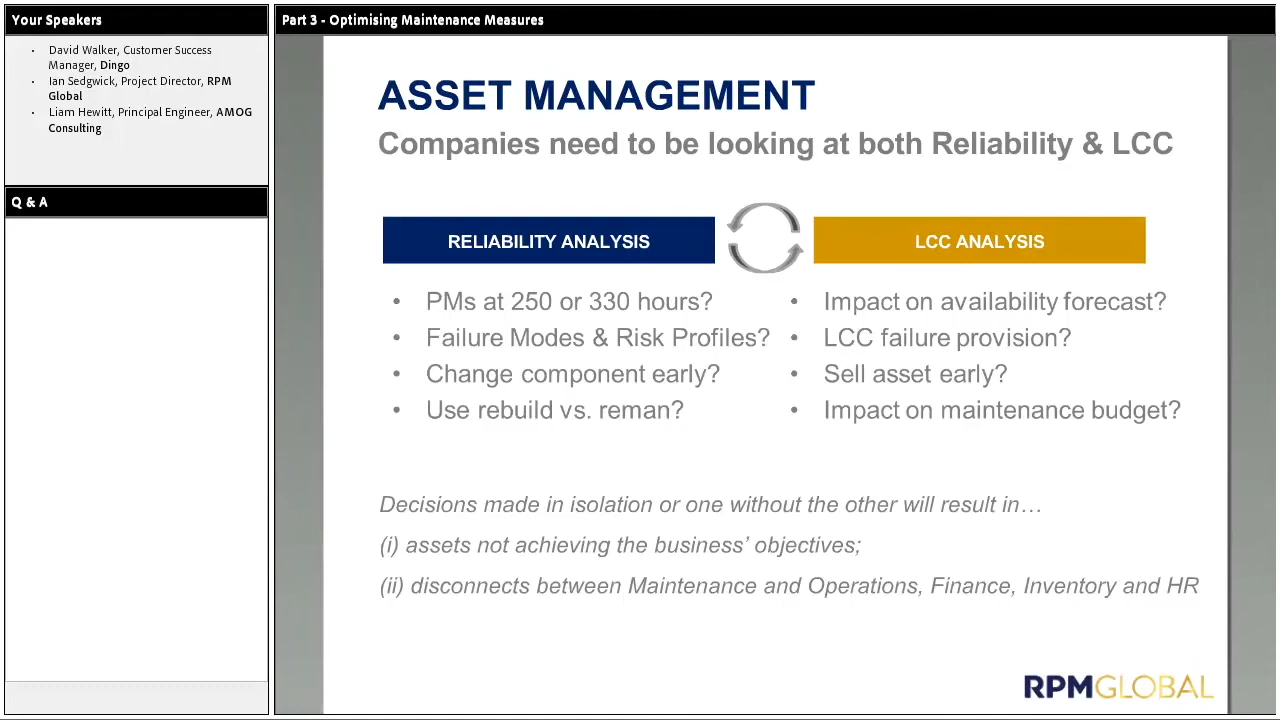 Your Speakers
• David Walker, Customer Success
Manager, Dingo
• Ian Sedgwick, Project Director, RPM
Global
• Liam Hewitt, Principal Engineer, AMOG
Consulting
Q & A
Part 3 - Optimising Maintenance Measures
ASSET MANAGEMENT
Companies need to be looking at both Reliability & LCC
RELIABILITY ANALYSIS
• PMs at 250 or 330 hours?
• Failure Modes & Risk Profiles?
• Change component early?
• Use rebuild vs. reman?
LCC ANALYSIS
• Impact on availability forecast?
• LCC failure provision?
• Sell asset early?
• Impact on maintenance budget?
Decisions made in isolation or one without the other will result in…
(i) assets not achieving the business’ objectives;
(ii) disconnects between Maintenance and Operations, Finance, Inventory and HR
RPMGLOBAL